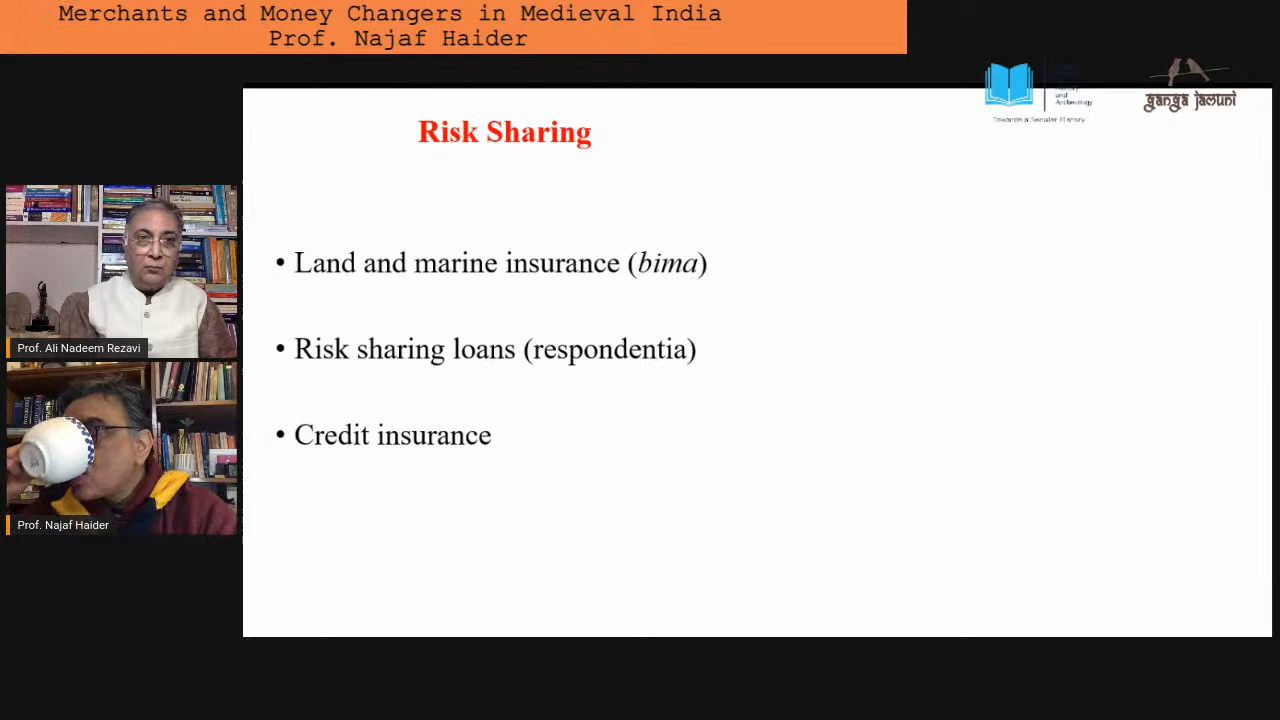 Merchants and Money Changers in Medieval India
Prof. Najaf Haider
and
Archaeology
Towards a Secular History
ganga jamuni
Risk Sharing
• Land and marine insurance (bima)
• Risk sharing loans (respondentia)
• Credit insurance
Prof. Ali Nadeem Rezavi
Prof. Najaf Haider